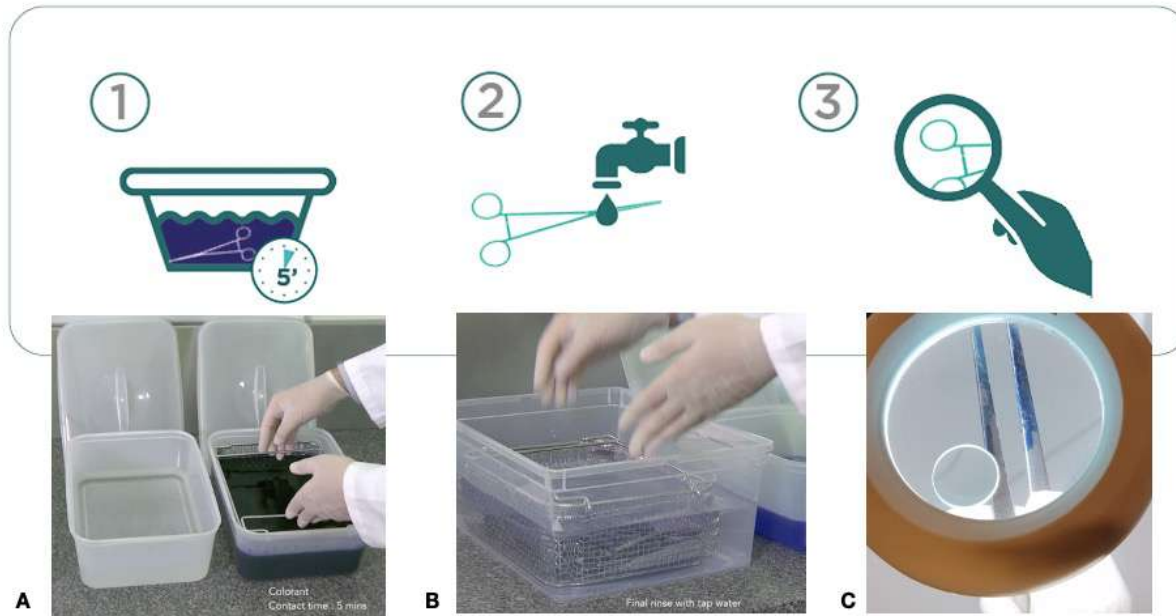 1
2
3
5'
Colorant
Contact time : 5 mins
Final rinse with tap water
A
B
C